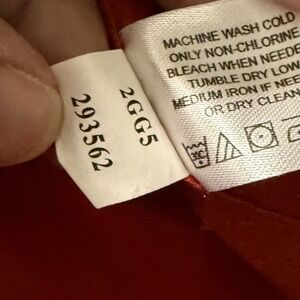 MACHINE WASH COLD
ONLY NON-CHLORINE
BLEACH WHEN NEEDE
TUMBLE DRY LOW
MEDIUM IRON IF NEE
OR DRY CLEAN
2GG5
293562